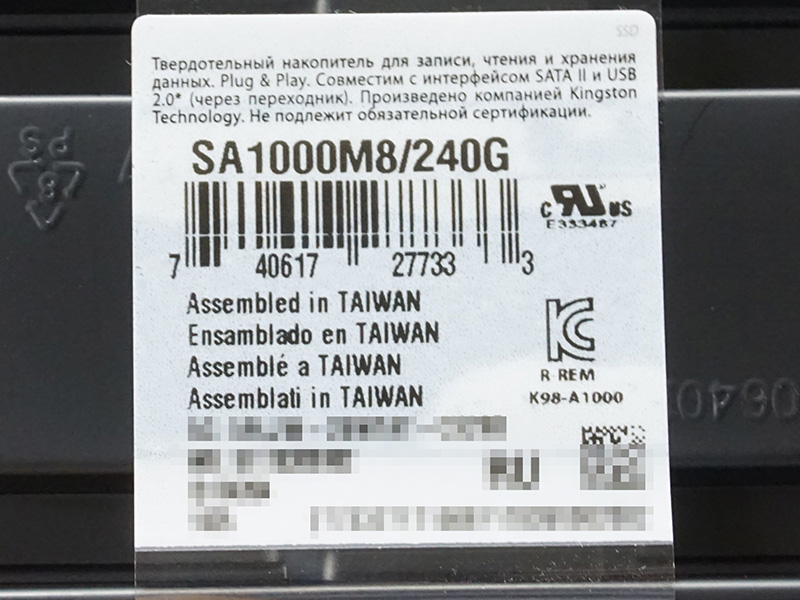 SSD
Твердотельный накопитель для записи, чтения и хранения
данных. Plug & Play. Совместим с интерфейсом SATA II и USB
2.0* (через переходник). Произведено компанией Kingston
Technology. Не подлежит обязательной сертификации.
SA1000M8/240G
c RU us
E333487
7 40617 27733 3
Assembled in TAIWAN
Ensamblado en TAIWAN
Assemblé a TAIWAN
Assemblati in TAIWAN
R-REM
K98-A1000
PS